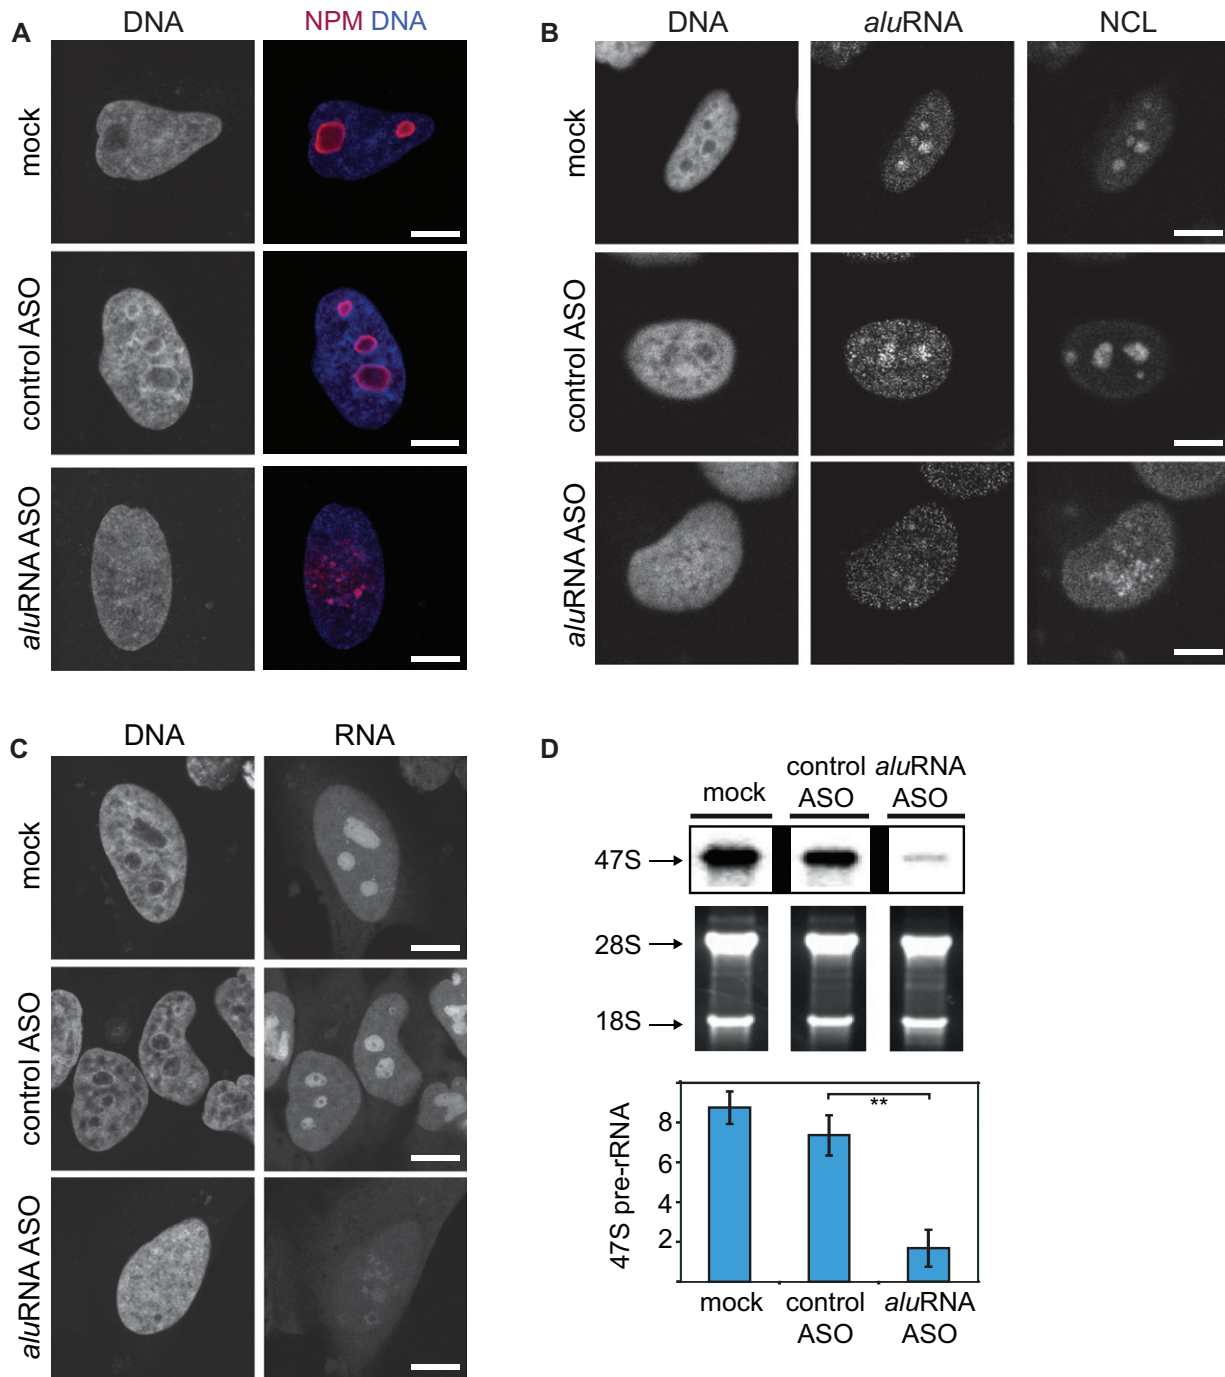 A
DNA
NPM DNA
mock
control ASO
aluRNA ASO
B
DNA
aluRNA
NCL
mock
control ASO
aluRNA ASO
C
DNA
RNA
mock
control ASO
aluRNA ASO
D
mock
control
ASO
aluRNA
ASO
47S
28S
18S
47S pre-rRNA
8
6
4
2
**
mock
control
ASO
aluRNA
ASO